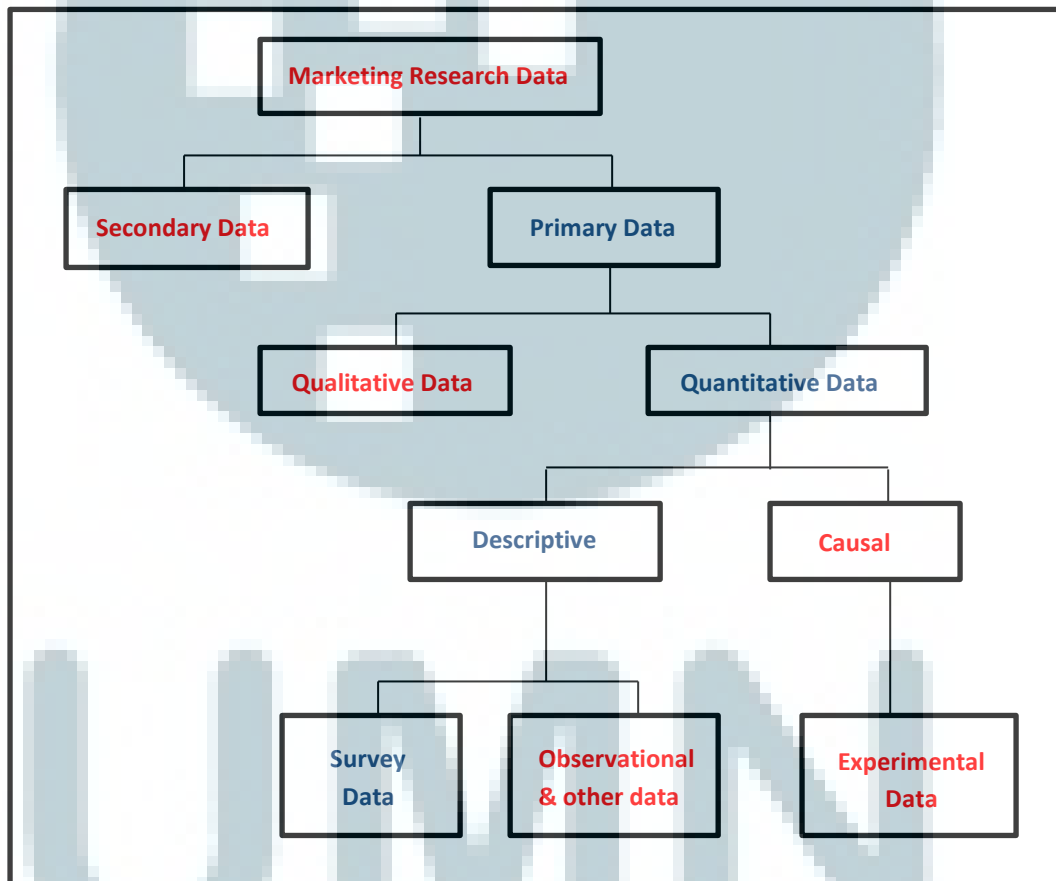 Marketing Research Data
Secondary Data
Primary Data
Qualitative Data
Quantitative Data
Descriptive
Causal
Survey
Data
Observational
& other data
Experimental
Data
UMN